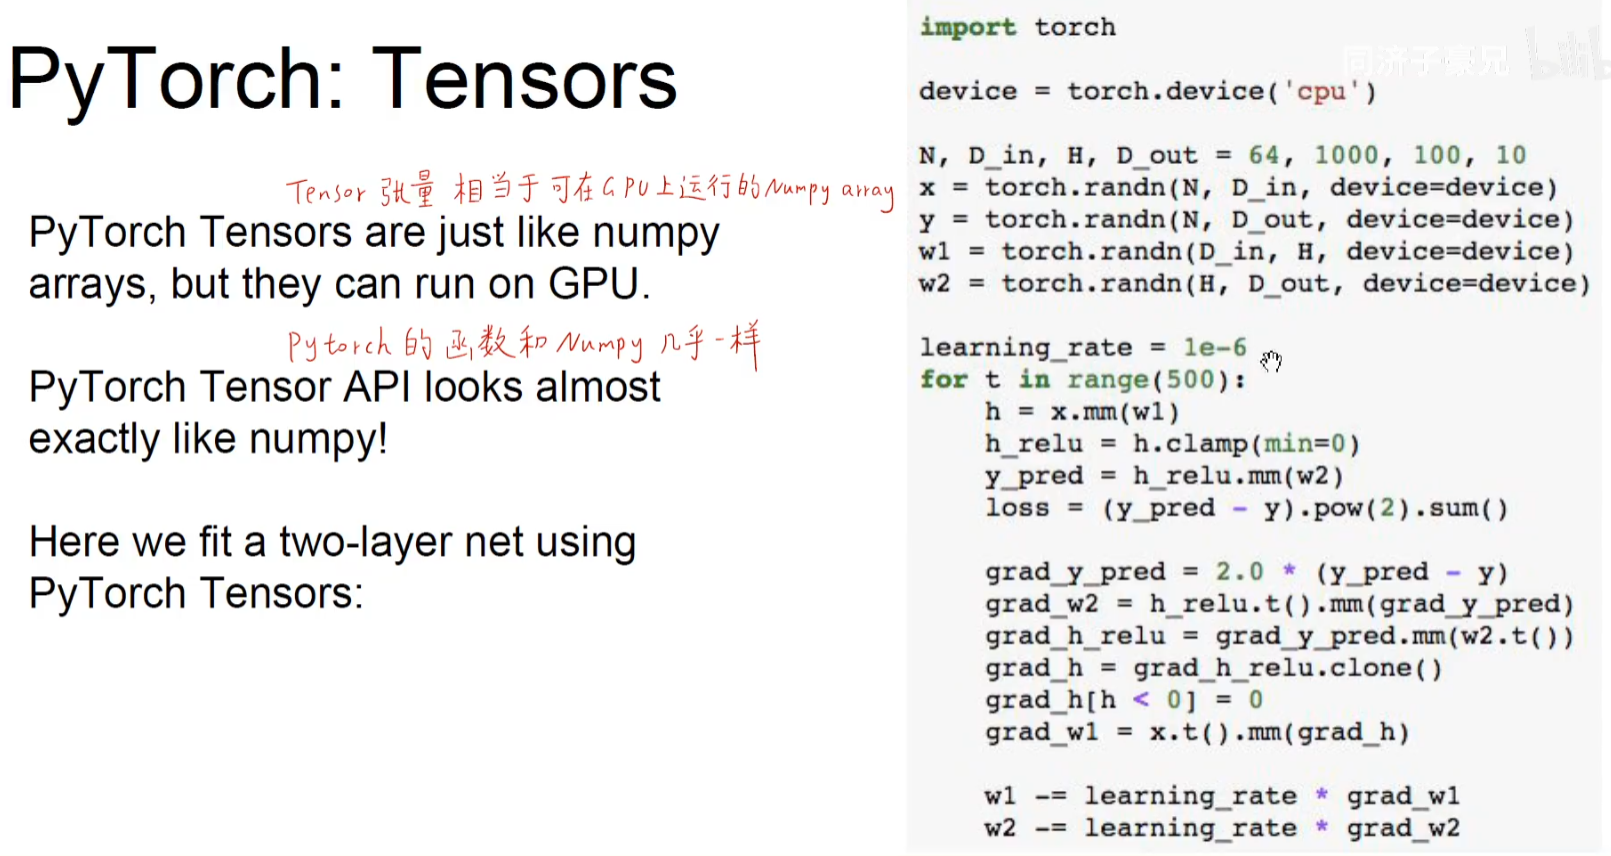 PyTorch: Tensors
Tensor 张量 相当于可在GPU上运行的Numpy array
PyTorch Tensors are just like numpy
arrays, but they can run on GPU.
Pytorch的函数和Numpy几乎一样
PyTorch Tensor API looks almost
exactly like numpy!
Here we fit a two-layer net using
PyTorch Tensors:
同济子豪兄 bilibili
import torch
device = torch.device('cpu')
N, D_in, H, D_out = 64, 1000, 100, 10
x = torch.randn(N, D_in, device=device)
y = torch.randn(N, D_out, device=device)
w1 = torch.randn(D_in, H, device=device)
w2 = torch.randn(H, D_out, device=device)
learning_rate = 1e-6
for t in range(500):
    h = x.mm(w1)
    h_relu = h.clamp(min=0)
    y_pred = h_relu.mm(w2)
    loss = (y_pred - y).pow(2).sum()
    grad_y_pred = 2.0 * (y_pred - y)
    grad_w2 = h_relu.t().mm(grad_y_pred)
    grad_h_relu = grad_y_pred.mm(w2.t())
    grad_h = grad_h_relu.clone()
    grad_h[h < 0] = 0
    grad_w1 = x.t().mm(grad_h)
    w1 -= learning_rate * grad_w1
    w2 -= learning_rate * grad_w2